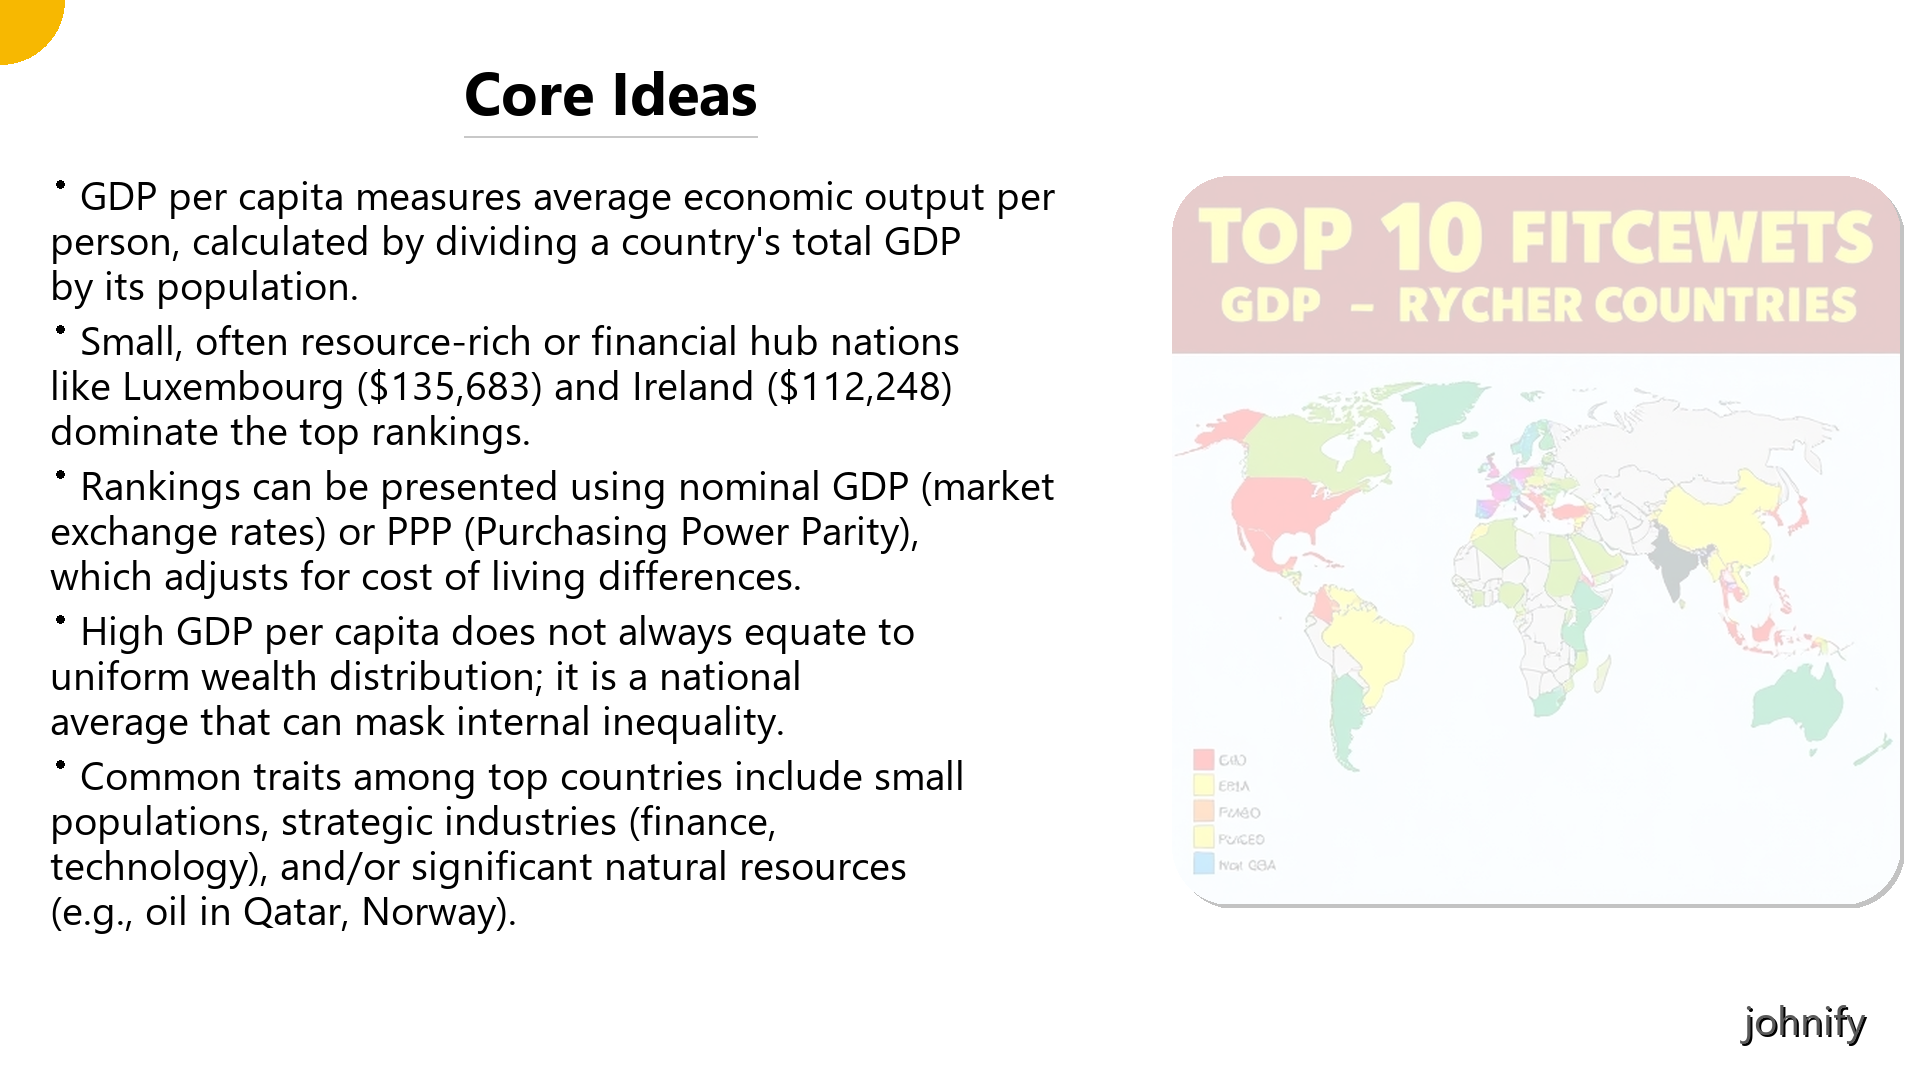 Core Ideas
• GDP per capita measures average economic output per
person, calculated by dividing a country's total GDP
by its population.
• Small, often resource-rich or financial hub nations
like Luxembourg ($135,683) and Ireland ($112,248)
dominate the top rankings.
• Rankings can be presented using nominal GDP (market
exchange rates) or PPP (Purchasing Power Parity),
which adjusts for cost of living differences.
• High GDP per capita does not always equate to
uniform wealth distribution; it is a national
average that can mask internal inequality.
• Common traits among top countries include small
populations, strategic industries (finance,
technology), and/or significant natural resources
(e.g., oil in Qatar, Norway).
TOP 10 FITCEWETS
GDP – RYCHER COUNTRIES
johnify